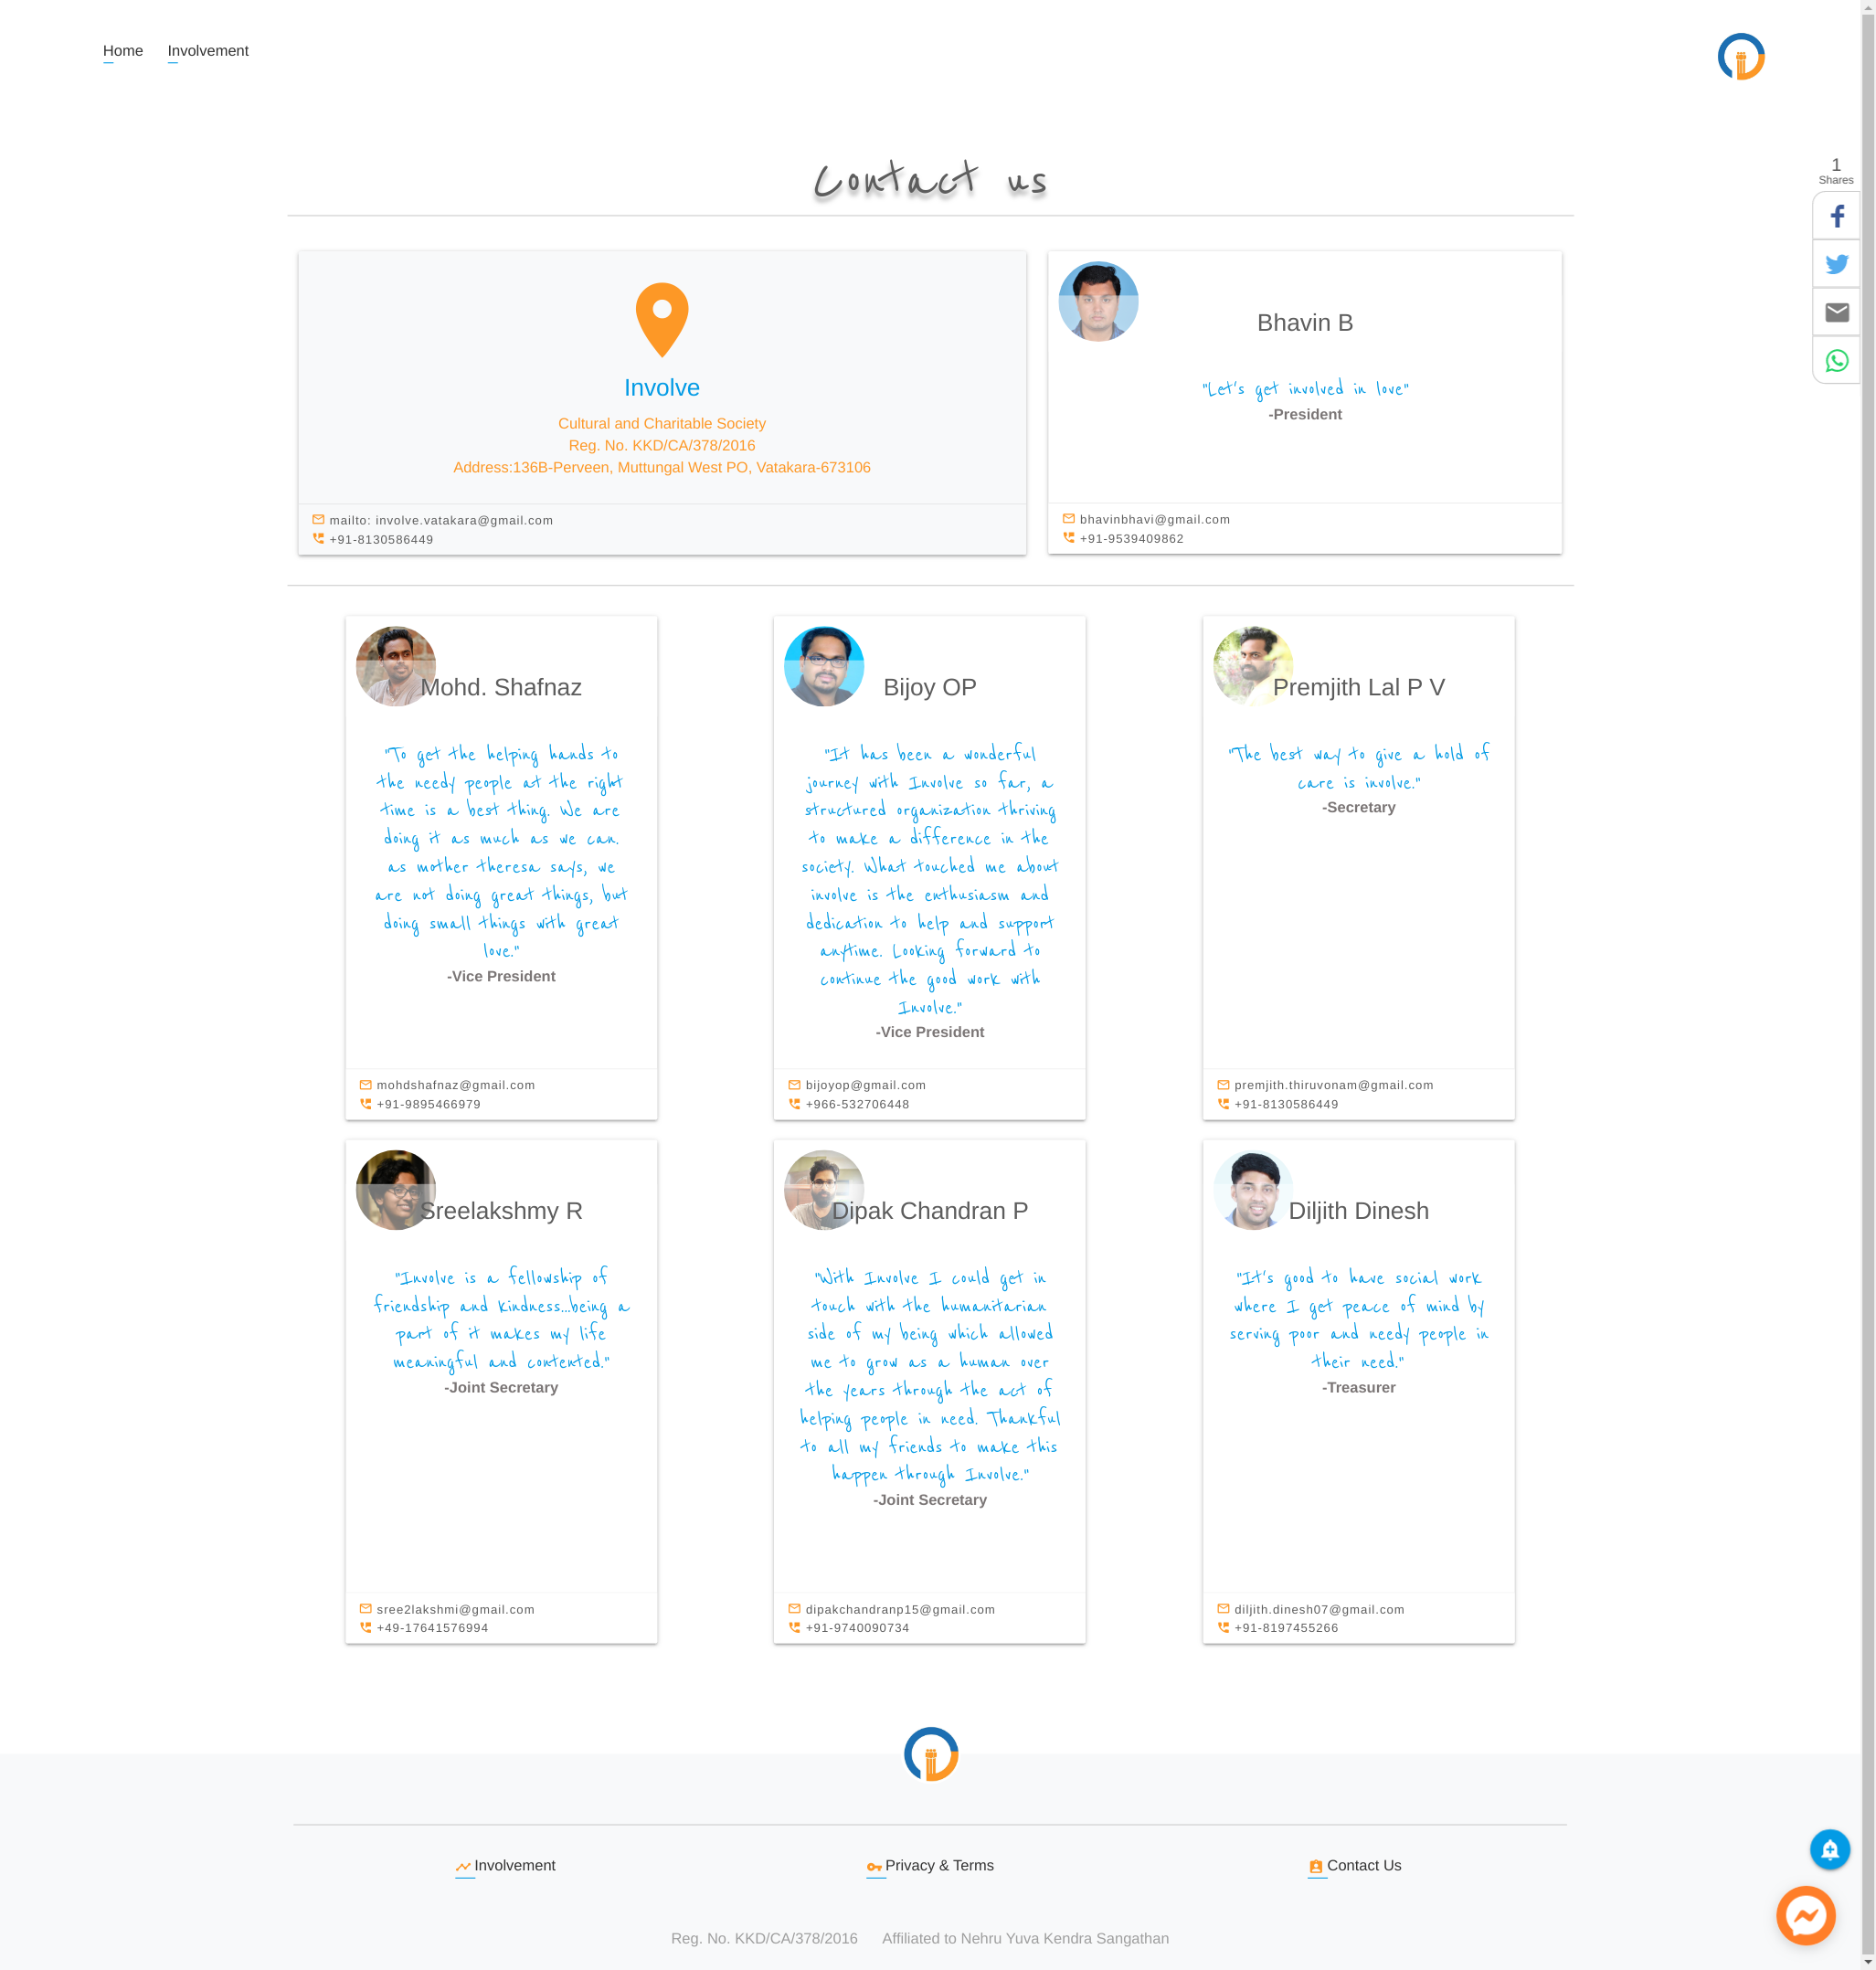 Home Involvement
Contact us
1
Shares
Involve
Cultural and Charitable Society
Reg. No. KKD/CA/378/2016
Address:136B-Perveen, Muttungal West PO, Vatakara-673106
mailto: involve.vatakara@gmail.com
+91-8130586449
Bhavin B
"Let's get involved in love"
-President
bhavinbhavi@gmail.com
+91-9539409862
Mohd. Shafnaz
"To get the helping hands to
the needy people at the right
time is a best thing. We are
doing it as much as we can.
as mother theresa says, we
are not doing great things, but
doing small things with great
love."
-Vice President
mohdshafnaz@gmail.com
+91-9895466979
Bijoy OP
"It has been a wonderful
journey with Involve so far, a
structured organization thriving
to make a difference in the
society. What touched me about
involve is the enthusiasm and
dedication to help and support
anytime. Looking forward to
continue the good work with
Involve."
-Vice President
bijoyop@gmail.com
+966-532706448
Premjith Lal P V
"The best way to give a hold of
care is involve."
-Secretary
premjith.thiruvonam@gmail.com
+91-8130586449
Sreelakshmy R
"Involve is a fellowship of
friendship and kindness...being a
part of it makes my life
meaningful and contented."
-Joint Secretary
sree2lakshmi@gmail.com
+49-17641576994
Dipak Chandran P
"With Involve I could get in
touch with the humanitarian
side of my being which allowed
me to grow as a human over
the years through the act of
helping people in need. Thankful
to all my friends to make this
happen through Involve."
-Joint Secretary
dipakchandranp15@gmail.com
+91-9740090734
Diljith Dinesh
"It's good to have social work
where I get peace of mind by
serving poor and needy people in
their need."
-Treasurer
diljith.dinesh07@gmail.com
+91-8197455266
Involvement
Privacy & Terms
Contact Us
Reg. No. KKD/CA/378/2016 Affiliated to Nehru Yuva Kendra Sangathan